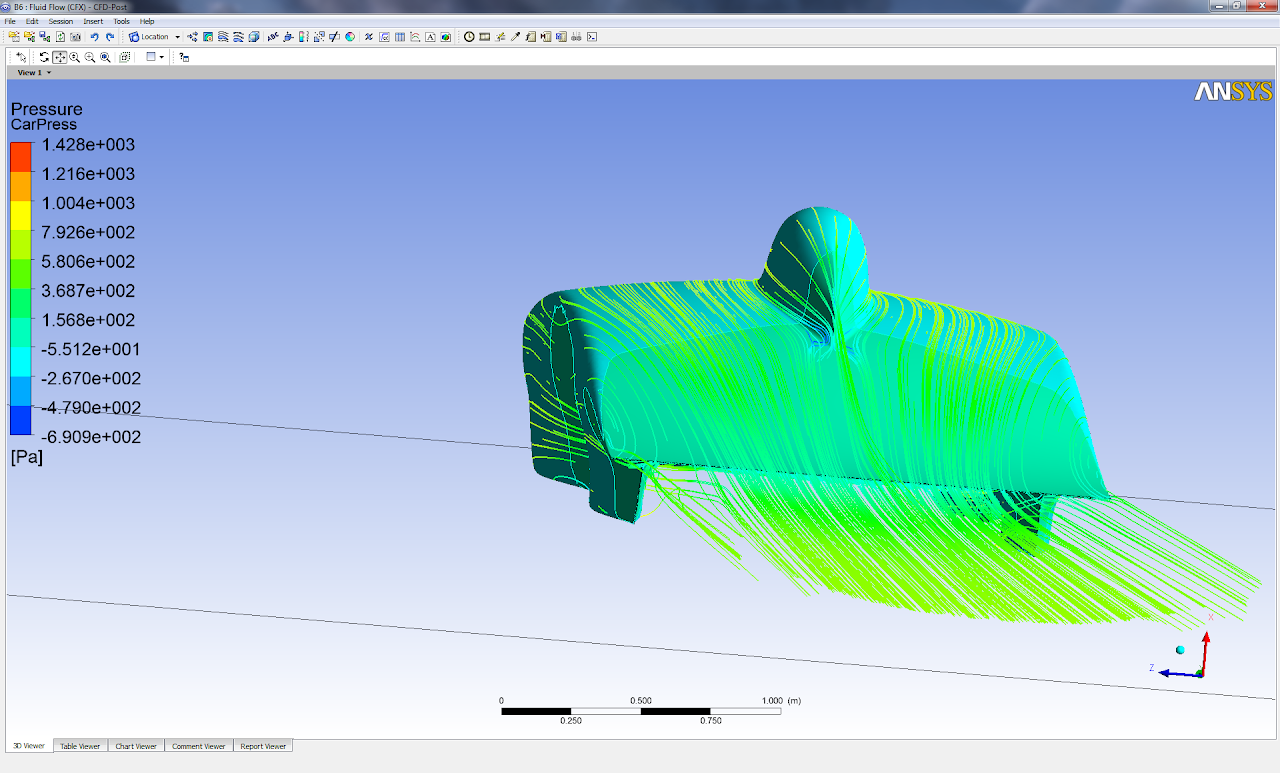 B6 : Fluid Flow (CFX) - CFD-Post
File Edit Session Insert Tools Help
Location
View 1
ANSYS
Pressure
CarPress
1.428e+003
1.216e+003
1.004e+003
7.926e+002
5.806e+002
3.687e+002
1.568e+002
-5.512e+001
-2.670e+002
-4.790e+002
-6.909e+002
[Pa]
X
Z
0 0.500 1.000 (m)
0.250 0.750
3D Viewer Table Viewer Chart Viewer Comment Viewer Report Viewer